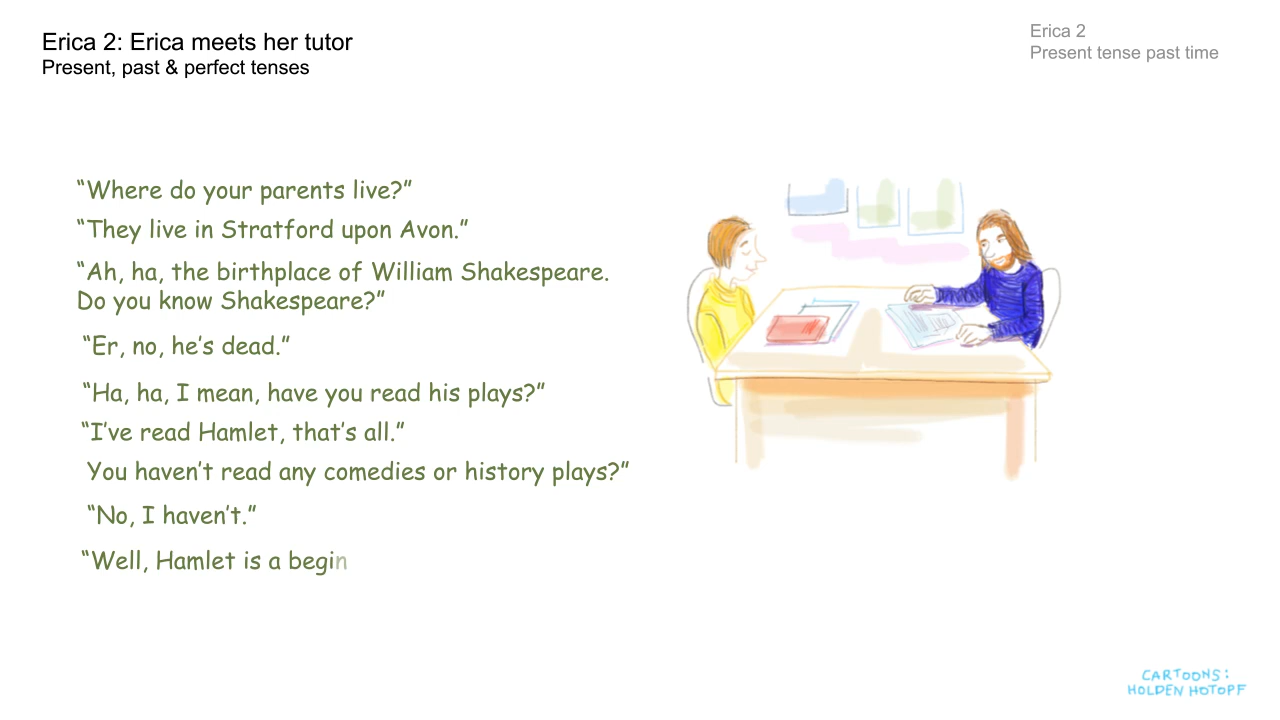 Erica 2: Erica meets her tutor
Present, past & perfect tenses
Erica 2
Present tense past time
“Where do your parents live?”
“They live in Stratford upon Avon.”
“Ah, ha, the birthplace of William Shakespeare.
Do you know Shakespeare?”
“Er, no, he’s dead.”
“Ha, ha, I mean, have you read his plays?”
“I’ve read Hamlet, that’s all.”
You haven’t read any comedies or history plays?”
“No, I haven’t.”
“Well, Hamlet is a begin
CARTOONS:
HOLDEN HOTOPF